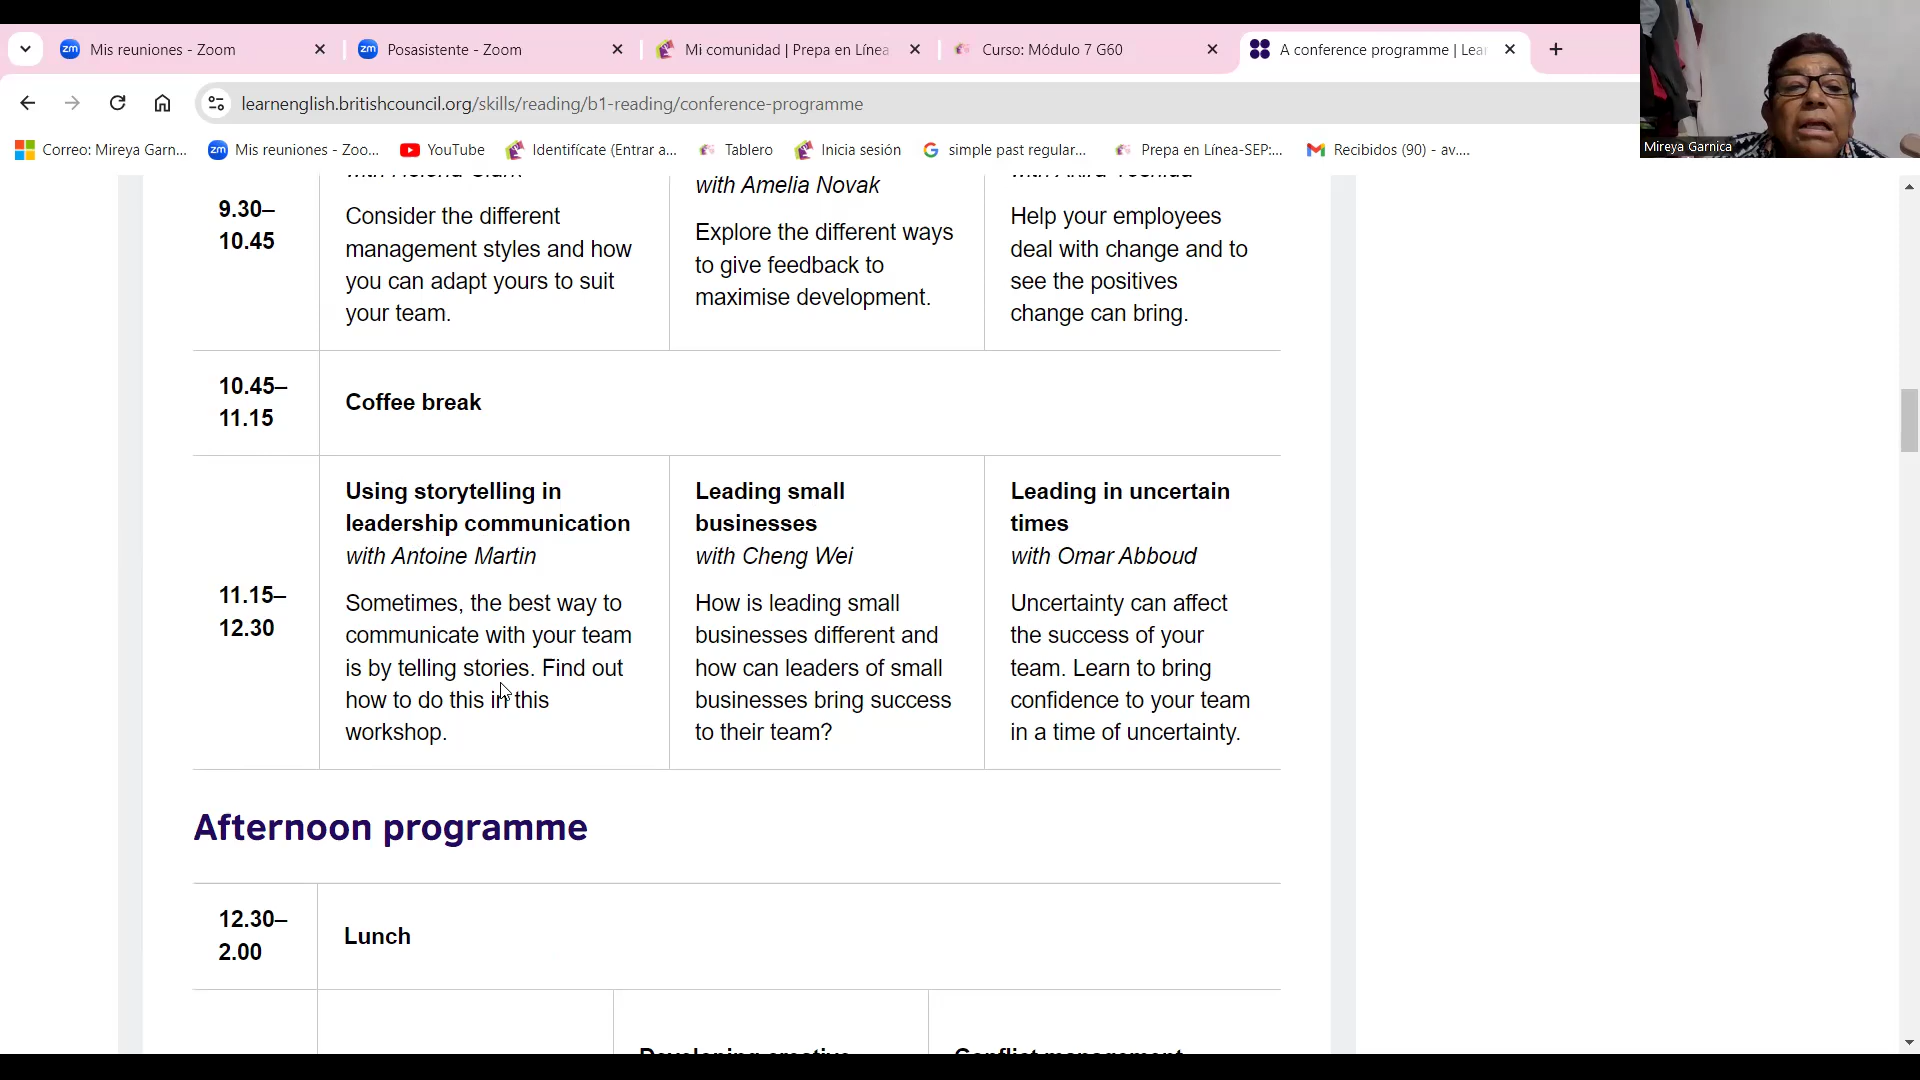 Mis reuniones - Zoom
Posasistente - Zoom
Mi comunidad | Prepa en Línea
Curso: Módulo 7 G60
A conference programme | Lear
learnenglish.britishcouncil.org/skills/reading/b1-reading/conference-programme
Correo: Mireya Garn...
Mis reuniones - Zoo...
YouTube
Identifícate (Entrar a...
Tablero
Inicia sesión
simple past regular...
Prepa en Línea-SEP:...
Recibidos (90) - av....
Mireya Garnica
9.30–
10.45
Consider the different
management styles and how
you can adapt yours to suit
your team.
with Amelia Novak
Explore the different ways
to give feedback to
maximise development.
Help your employees
deal with change and to
see the positives
change can bring.
10.45–
11.15
Coffee break
11.15–
12.30
Using storytelling in
leadership communication
with Antoine Martin
Sometimes, the best way to
communicate with your team
is by telling stories. Find out
how to do this in this
workshop.
Leading small
businesses
with Cheng Wei
How is leading small
businesses different and
how can leaders of small
businesses bring success
to their team?
Leading in uncertain
times
with Omar Abboud
Uncertainty can affect
the success of your
team. Learn to bring
confidence to your team
in a time of uncertainty.
Afternoon programme
12.30–
2.00
Lunch
Developing creative
Conflict management